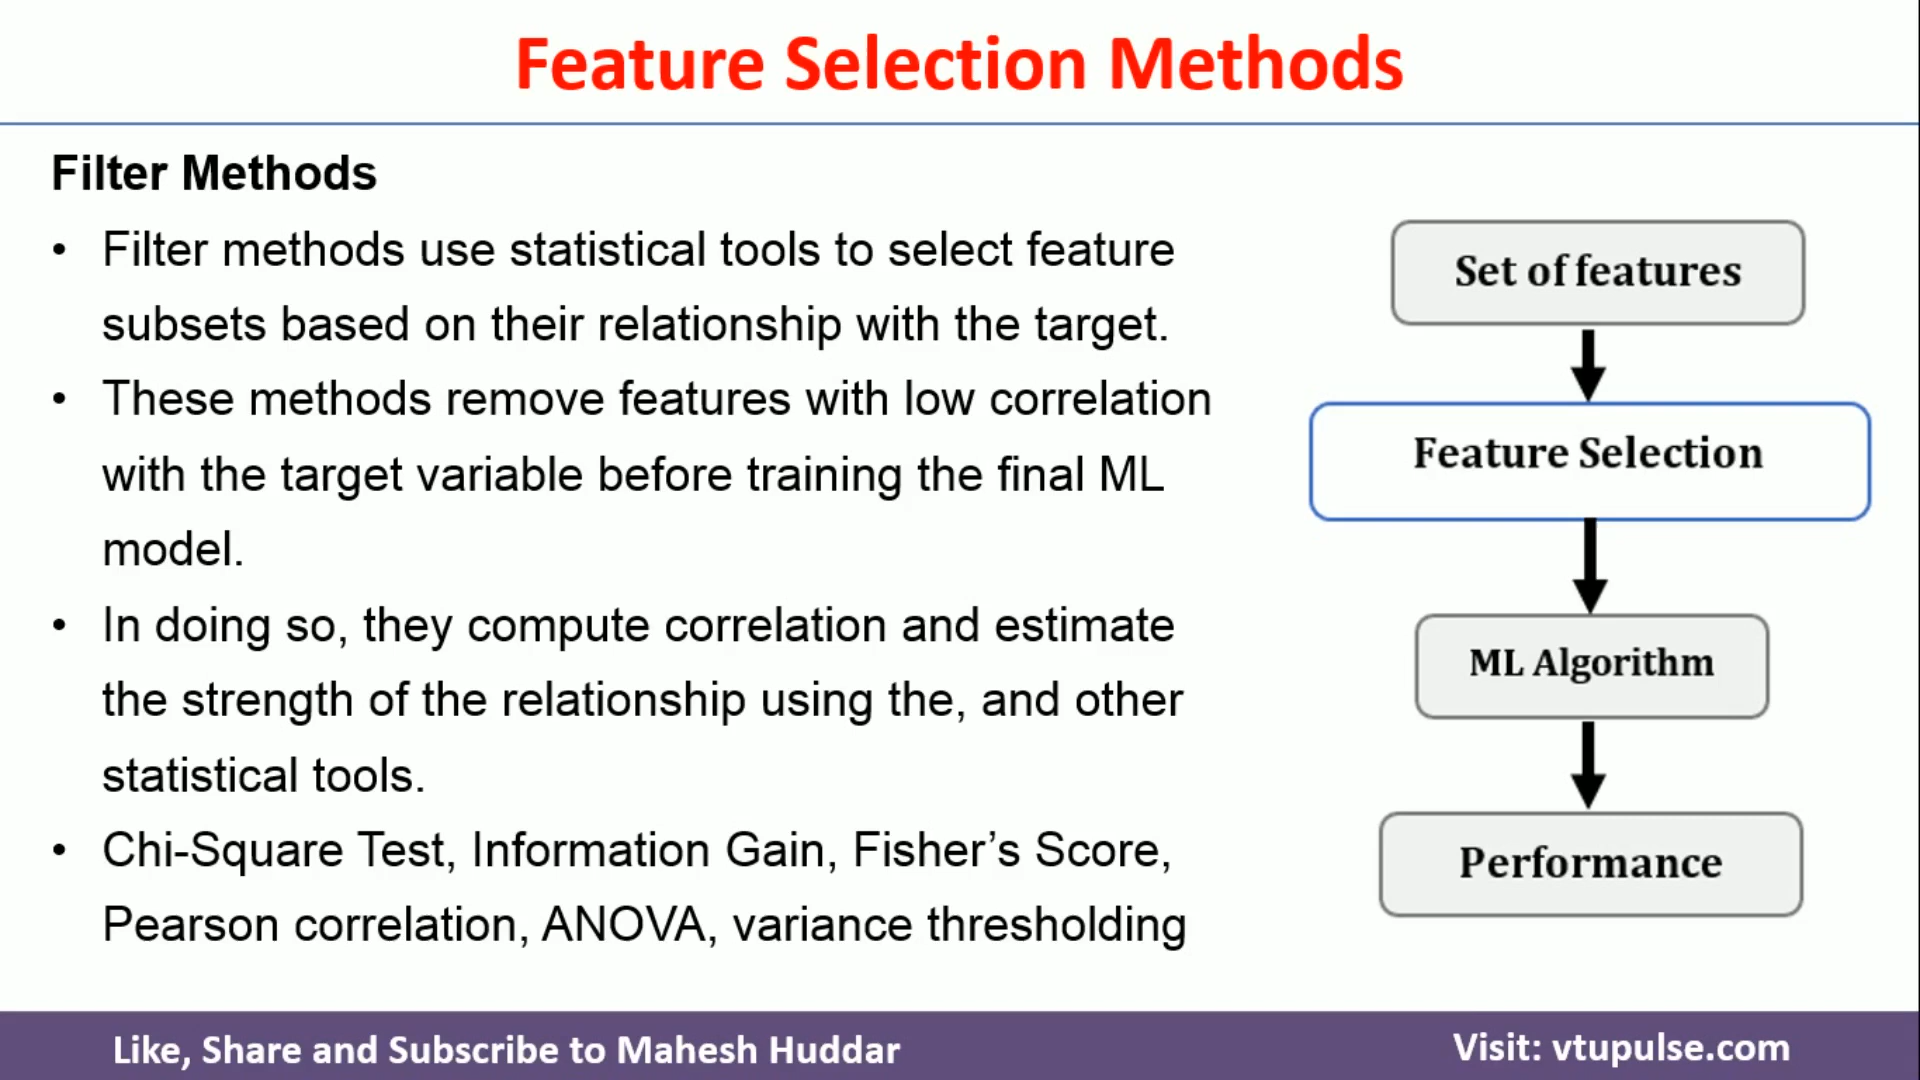 Feature Selection Methods
Filter Methods
• Filter methods use statistical tools to select feature
subsets based on their relationship with the target.
• These methods remove features with low correlation
with the target variable before training the final ML
model.
• In doing so, they compute correlation and estimate
the strength of the relationship using the, and other
statistical tools.
• Chi-Square Test, Information Gain, Fisher’s Score,
Pearson correlation, ANOVA, variance thresholding
Set of features
Feature Selection
ML Algorithm
Performance
Like, Share and Subscribe to Mahesh Huddar
Visit: vtupulse.com